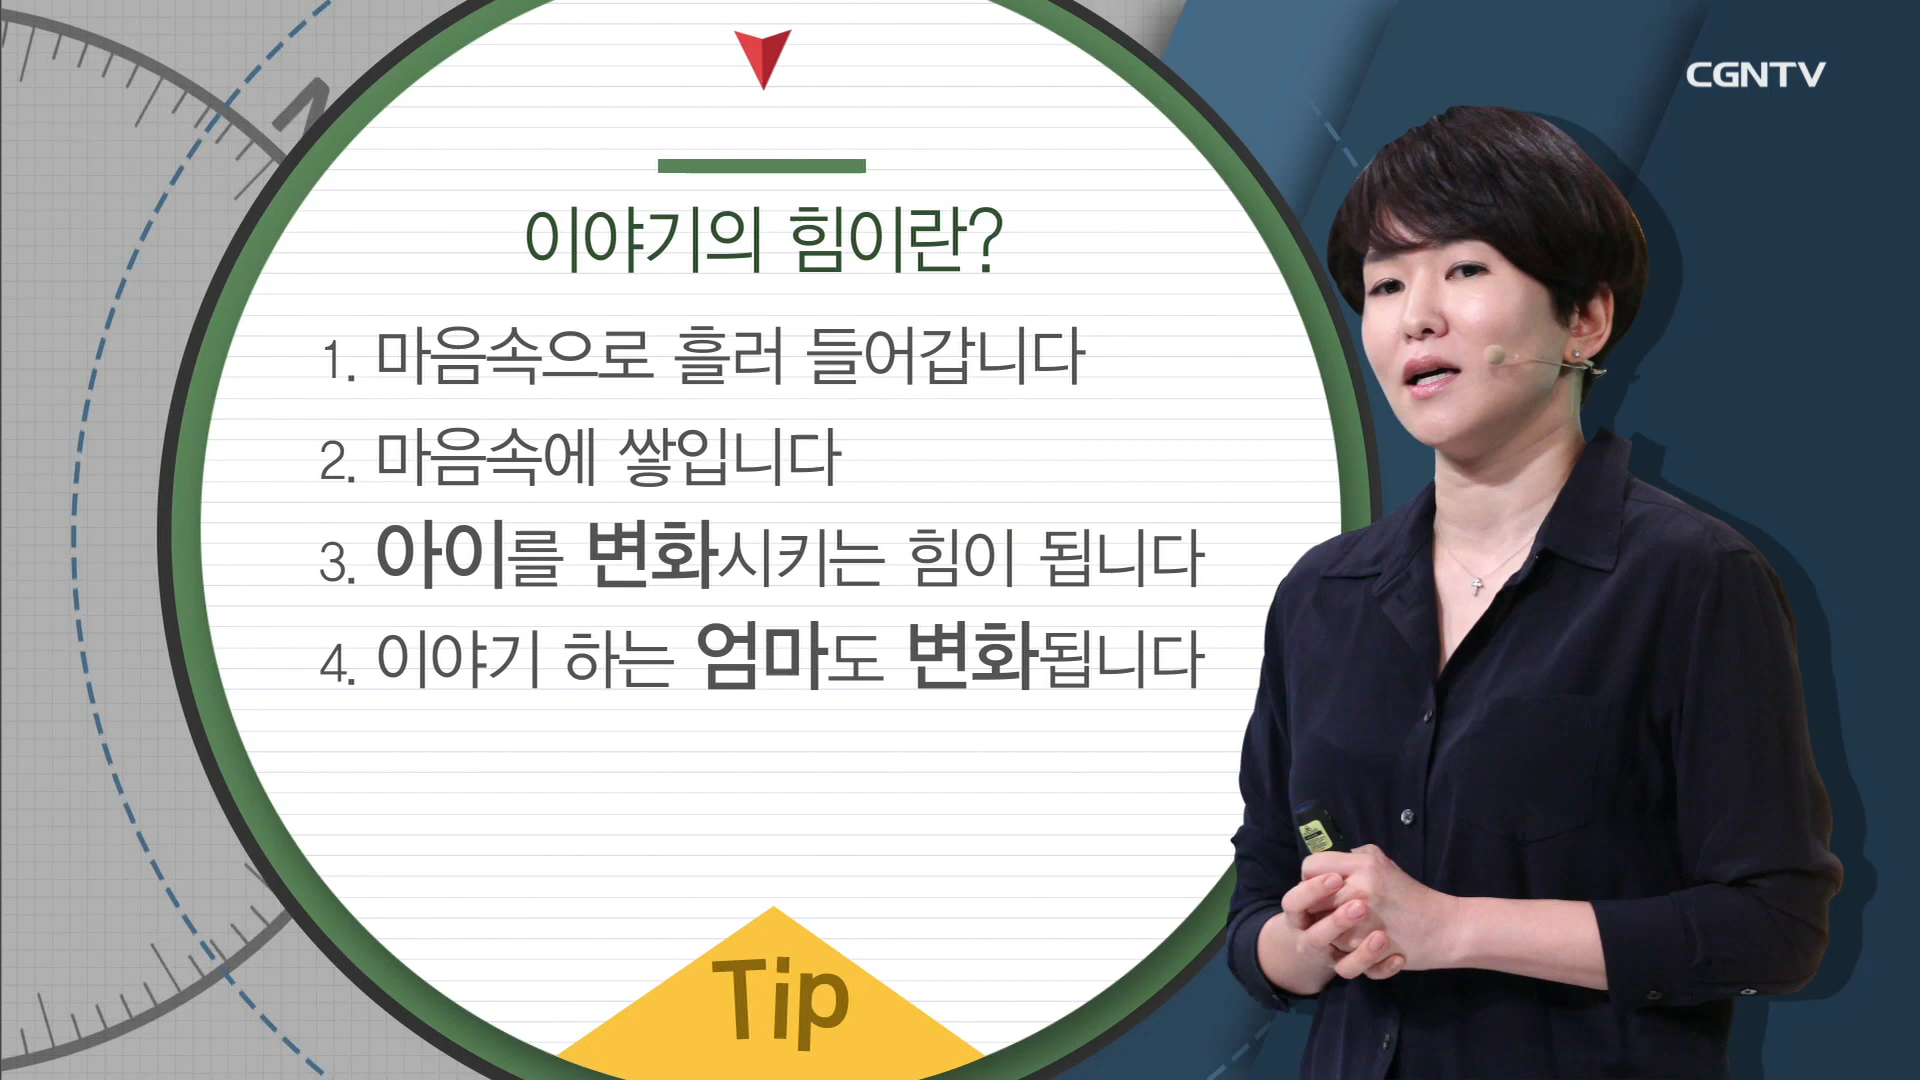 CGNTV
이야기의 힘이란?
1. 마음속으로 흘러 들어갑니다
2. 마음속에 쌓입니다
3. 아이를 변화시키는 힘이 됩니다
4. 이야기 하는 엄마도 변화됩니다
Tip